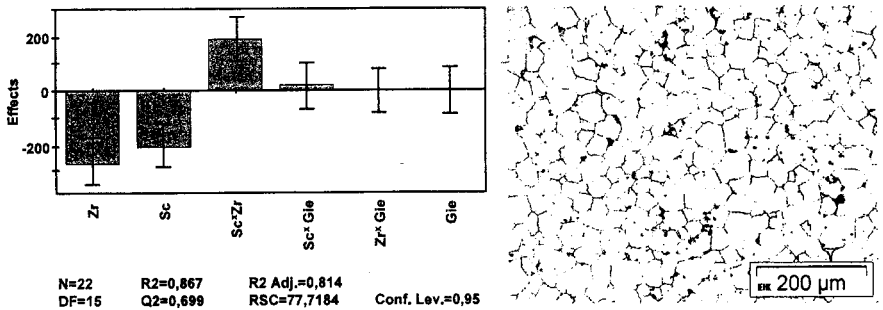 200
0
-200
Effects
Zr
Sc
Sc*Zr
Sc* Gie
Zr* Gie
Gie
N=22 R2=0,867 R2 Adj.=0,814
DF=15 Q2=0,699 RSC=77,7184 Conf. Lev.=0,95
200 µm